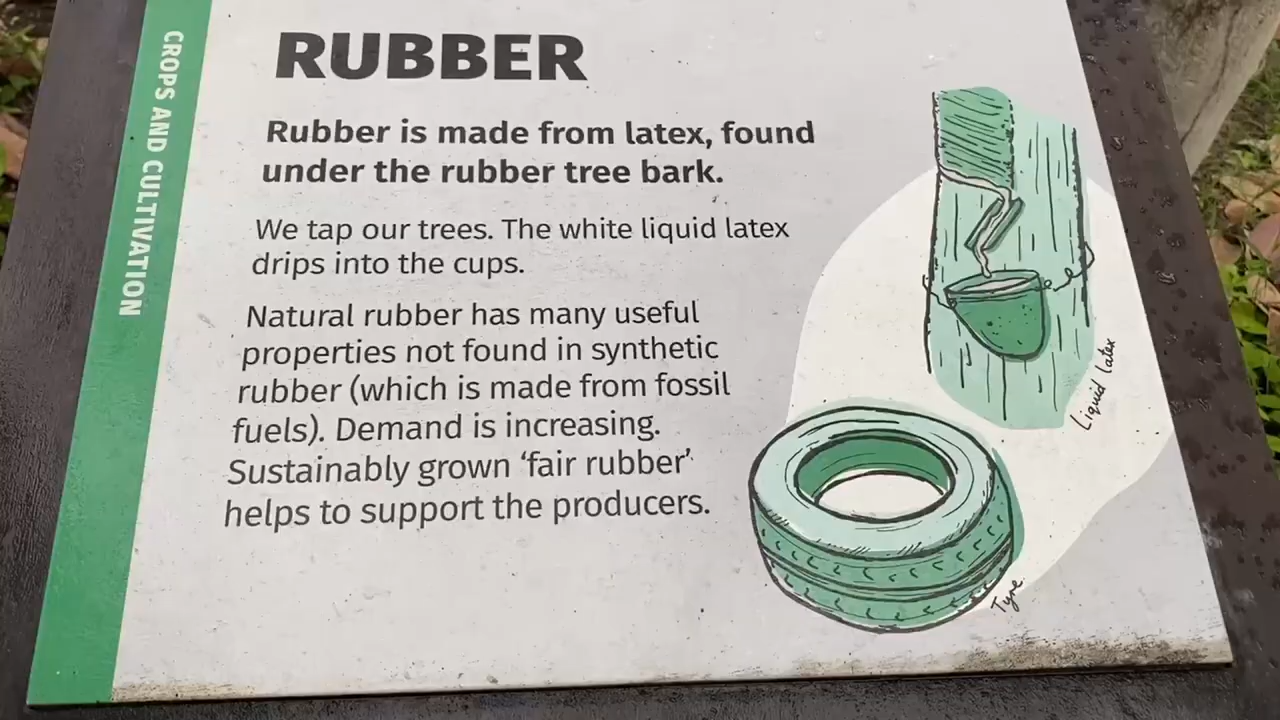 CROPS AND CULTIVATION
RUBBER
Rubber is made from latex, found
under the rubber tree bark.
We tap our trees. The white liquid latex
drips into the cups.
Natural rubber has many useful
properties not found in synthetic
rubber (which is made from fossil
fuels). Demand is increasing.
Sustainably grown ‘fair rubber’
helps to support the producers.
Liquid latex
Tyre